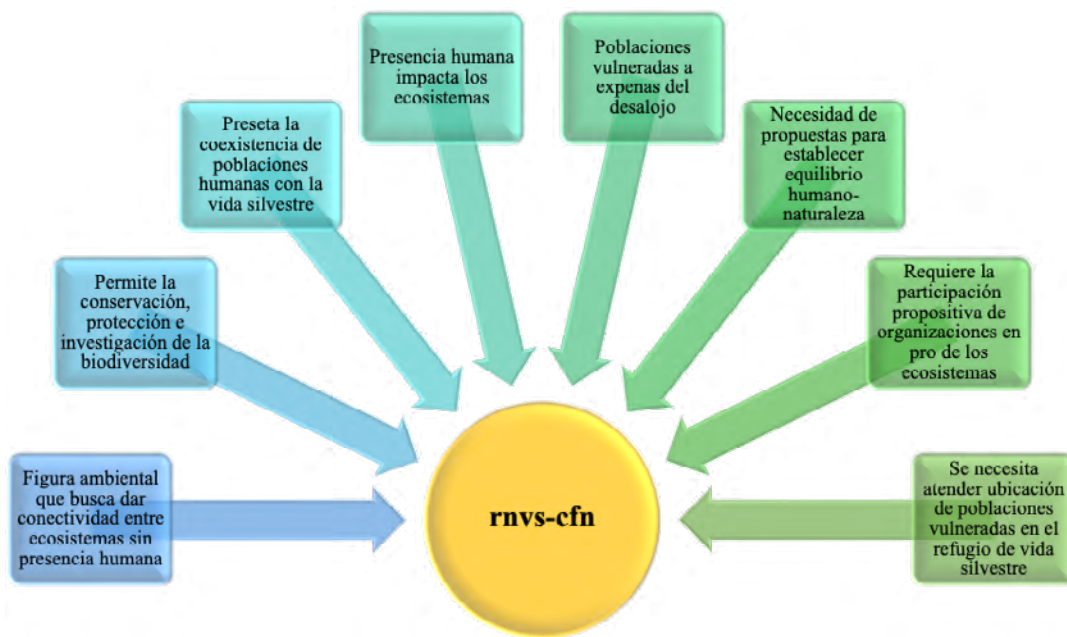 Figura ambiental
que busca dar
conectividad entre
ecosistemas sin
presencia humana
Permite la
conservación,
protección e
investigación de la
biodiversidad
Preseta la
coexistencia de
poblaciones
humanas con la
vida silvestre
Presencia humana
impacta los
ecosistemas
Poblaciones
vulneradas a
expenas del
desalojo
Necesidad de
propuestas para
establecer
equilibrio
humano-
naturaleza
Requiere la
participación
propositiva de
organizaciones en
pro de los
ecosistemas
Se necesita
atender ubicación
de poblaciones
vulneradas en el
refugio de vida
silvestre
rnvs-cfn